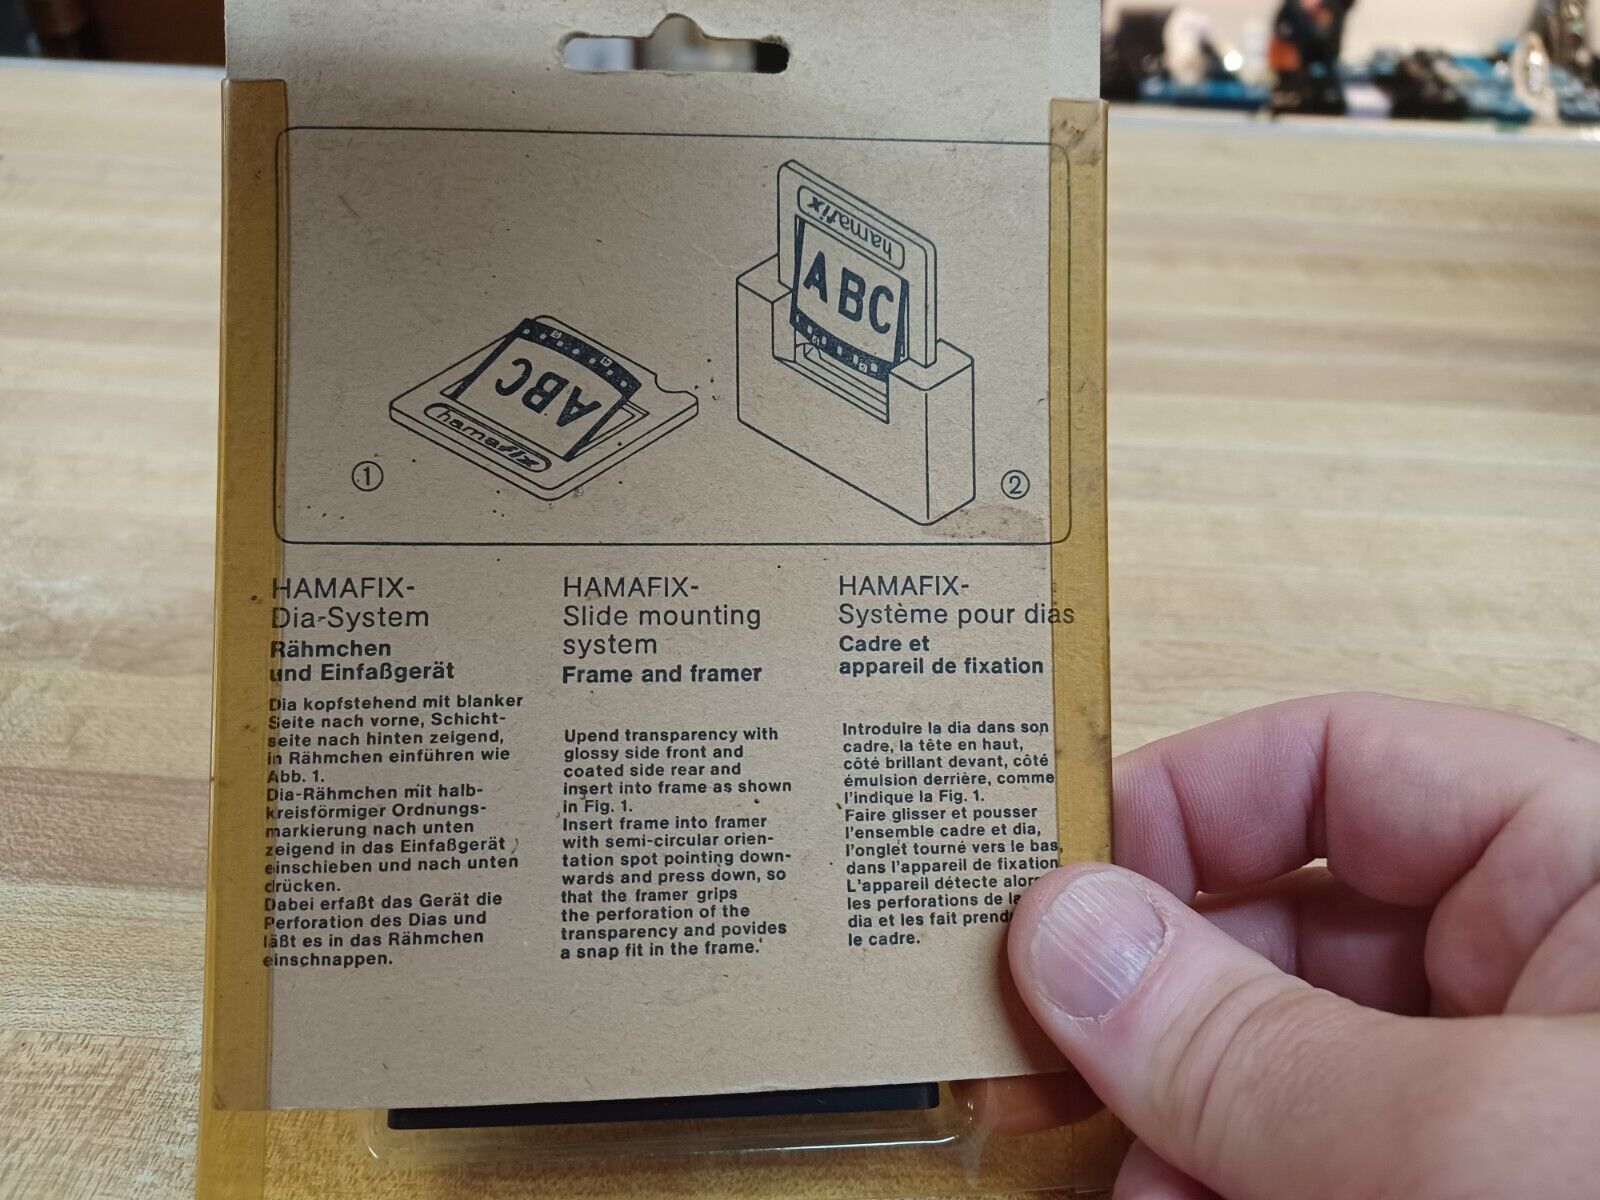 hamafix
ABC
hamafix
ABC
1
2
HAMAFIX-
Dia-System
Rähmchen
und Einfaßgerät
Dia kopfstehend mit blanker
Seite nach vorne, Schicht-
seite nach hinten zeigend,
in Rähmchen einführen wie
Abb. 1.
Dia-Rähmchen mit halb-
kreisförmiger Ordnungs-
markierung nach unten
zeigend in das Einfaßgerät
einschieben und nach unten
drücken.
Dabei erfaßt das Gerät die
Perforation des Dias und
läßt es in das Rähmchen
einschnappen.
HAMAFIX-
Slide mounting
system
Frame and framer
Upend transparency with
glossy side front and
coated side rear and
insert into frame as shown
in Fig. 1.
Insert frame into framer
with semi-circular orien-
tation spot pointing down-
wards and press down, so
that the framer grips
the perforation of the
transparency and povides
a snap fit in the frame.
HAMAFIX-
Système pour dias
Cadre et
appareil de fixation
Introduire la dia dans son
cadre, la tête en haut,
côté brillant devant, côté
émulsion derrière, comme
l'indique la Fig. 1.
Faire glisser et pousser
l'ensemble cadre et dia,
l'onglet tourné vers le bas,
dans l'appareil de fixation
L'appareil détecte alors
les perforations de la
dia et les fait prend
le cadre.